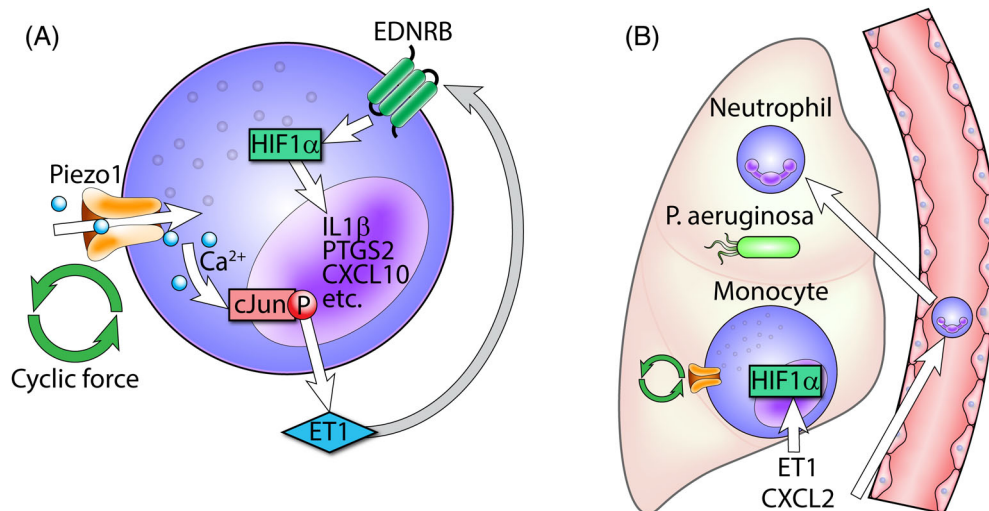 (A)
EDNRB
HIF1α
Piezo1
IL1β
PTGS2
CXCL10
etc.
Ca²⁺
cJun P
Cyclic force
ET1
(B)
Neutrophil
P. aeruginosa
Monocyte
HIF1α
ET1
CXCL2